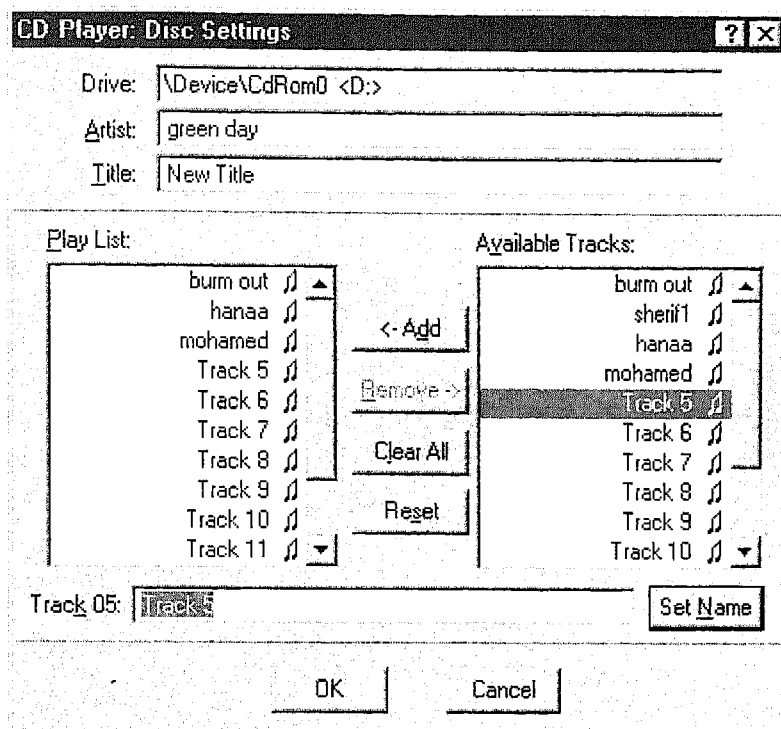 CD Player: Disc Settings
Drive: \Device\CdRom0 <D:>
Artist: green day
Title: New Title
Play List:
burm out
hanaa
mohamed
Track 5
Track 6
Track 7
Track 8
Track 9
Track 10
Track 11
<- Add
Remove ->
Clear All
Reset
Available Tracks:
burm out
sherif1
hanaa
mohamed
Track 5
Track 6
Track 7
Track 8
Track 9
Track 10
Track 05: Track 5
Set Name
OK
Cancel